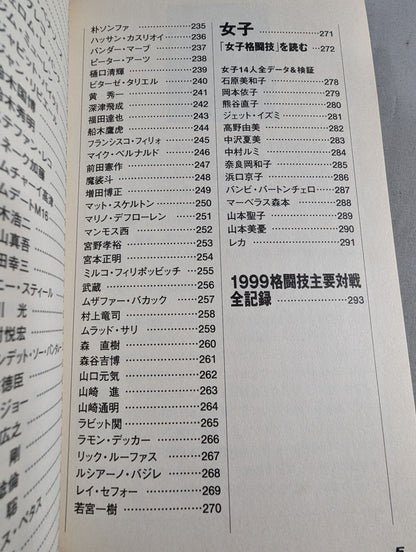 朴ソンファ 235
ハッサン・カスリオイ 236
バンダー・マーブ 237
ピーター・アーツ 238
樋口清輝 239
ビターゼ・タリエル 240
黄 秀一 241
深津飛成 242
福田達也 243
船木鷹虎 244
フランシスコ・フィリォ 245
マイク・ベルナルド 246
前田憲作 247
魔裟斗 248
増田博正 249
マット・スケルトン 250
マリノ・デフローレン 251
マンモス西 252
宮野孝裕 253
宮本正明 254
ミルコ・フィリポッビッチ 255
武蔵 256
ムザファー・バカック 257
村上竜司 258
ムラッド・サリ 259
森 直樹 260
森谷吉博 261
山口元気 262
山崎 進 263
山崎通明 264
ラビット関 265
ラモン・デッカー 266
リック・ルーファス 267
ルシアーノ・バジレ 268
レイ・セフォー 269
若宮一樹 270
女子 271
「女子格闘技」を読む 272
女子14人全データ&検証
石原美和子 278
岡本依子 279
熊谷直子 280
ジェット・イズミ 281
高野由美 282
中沢夏美 283
中村ルミ 284
奈良岡和子 285
浜口京子 286
バンビ・バートンチェロ 287
マーベラス森本 288
山本聖子 289
山本美憂 290
レカ 291
1999格闘技主要対戦
全記録 293